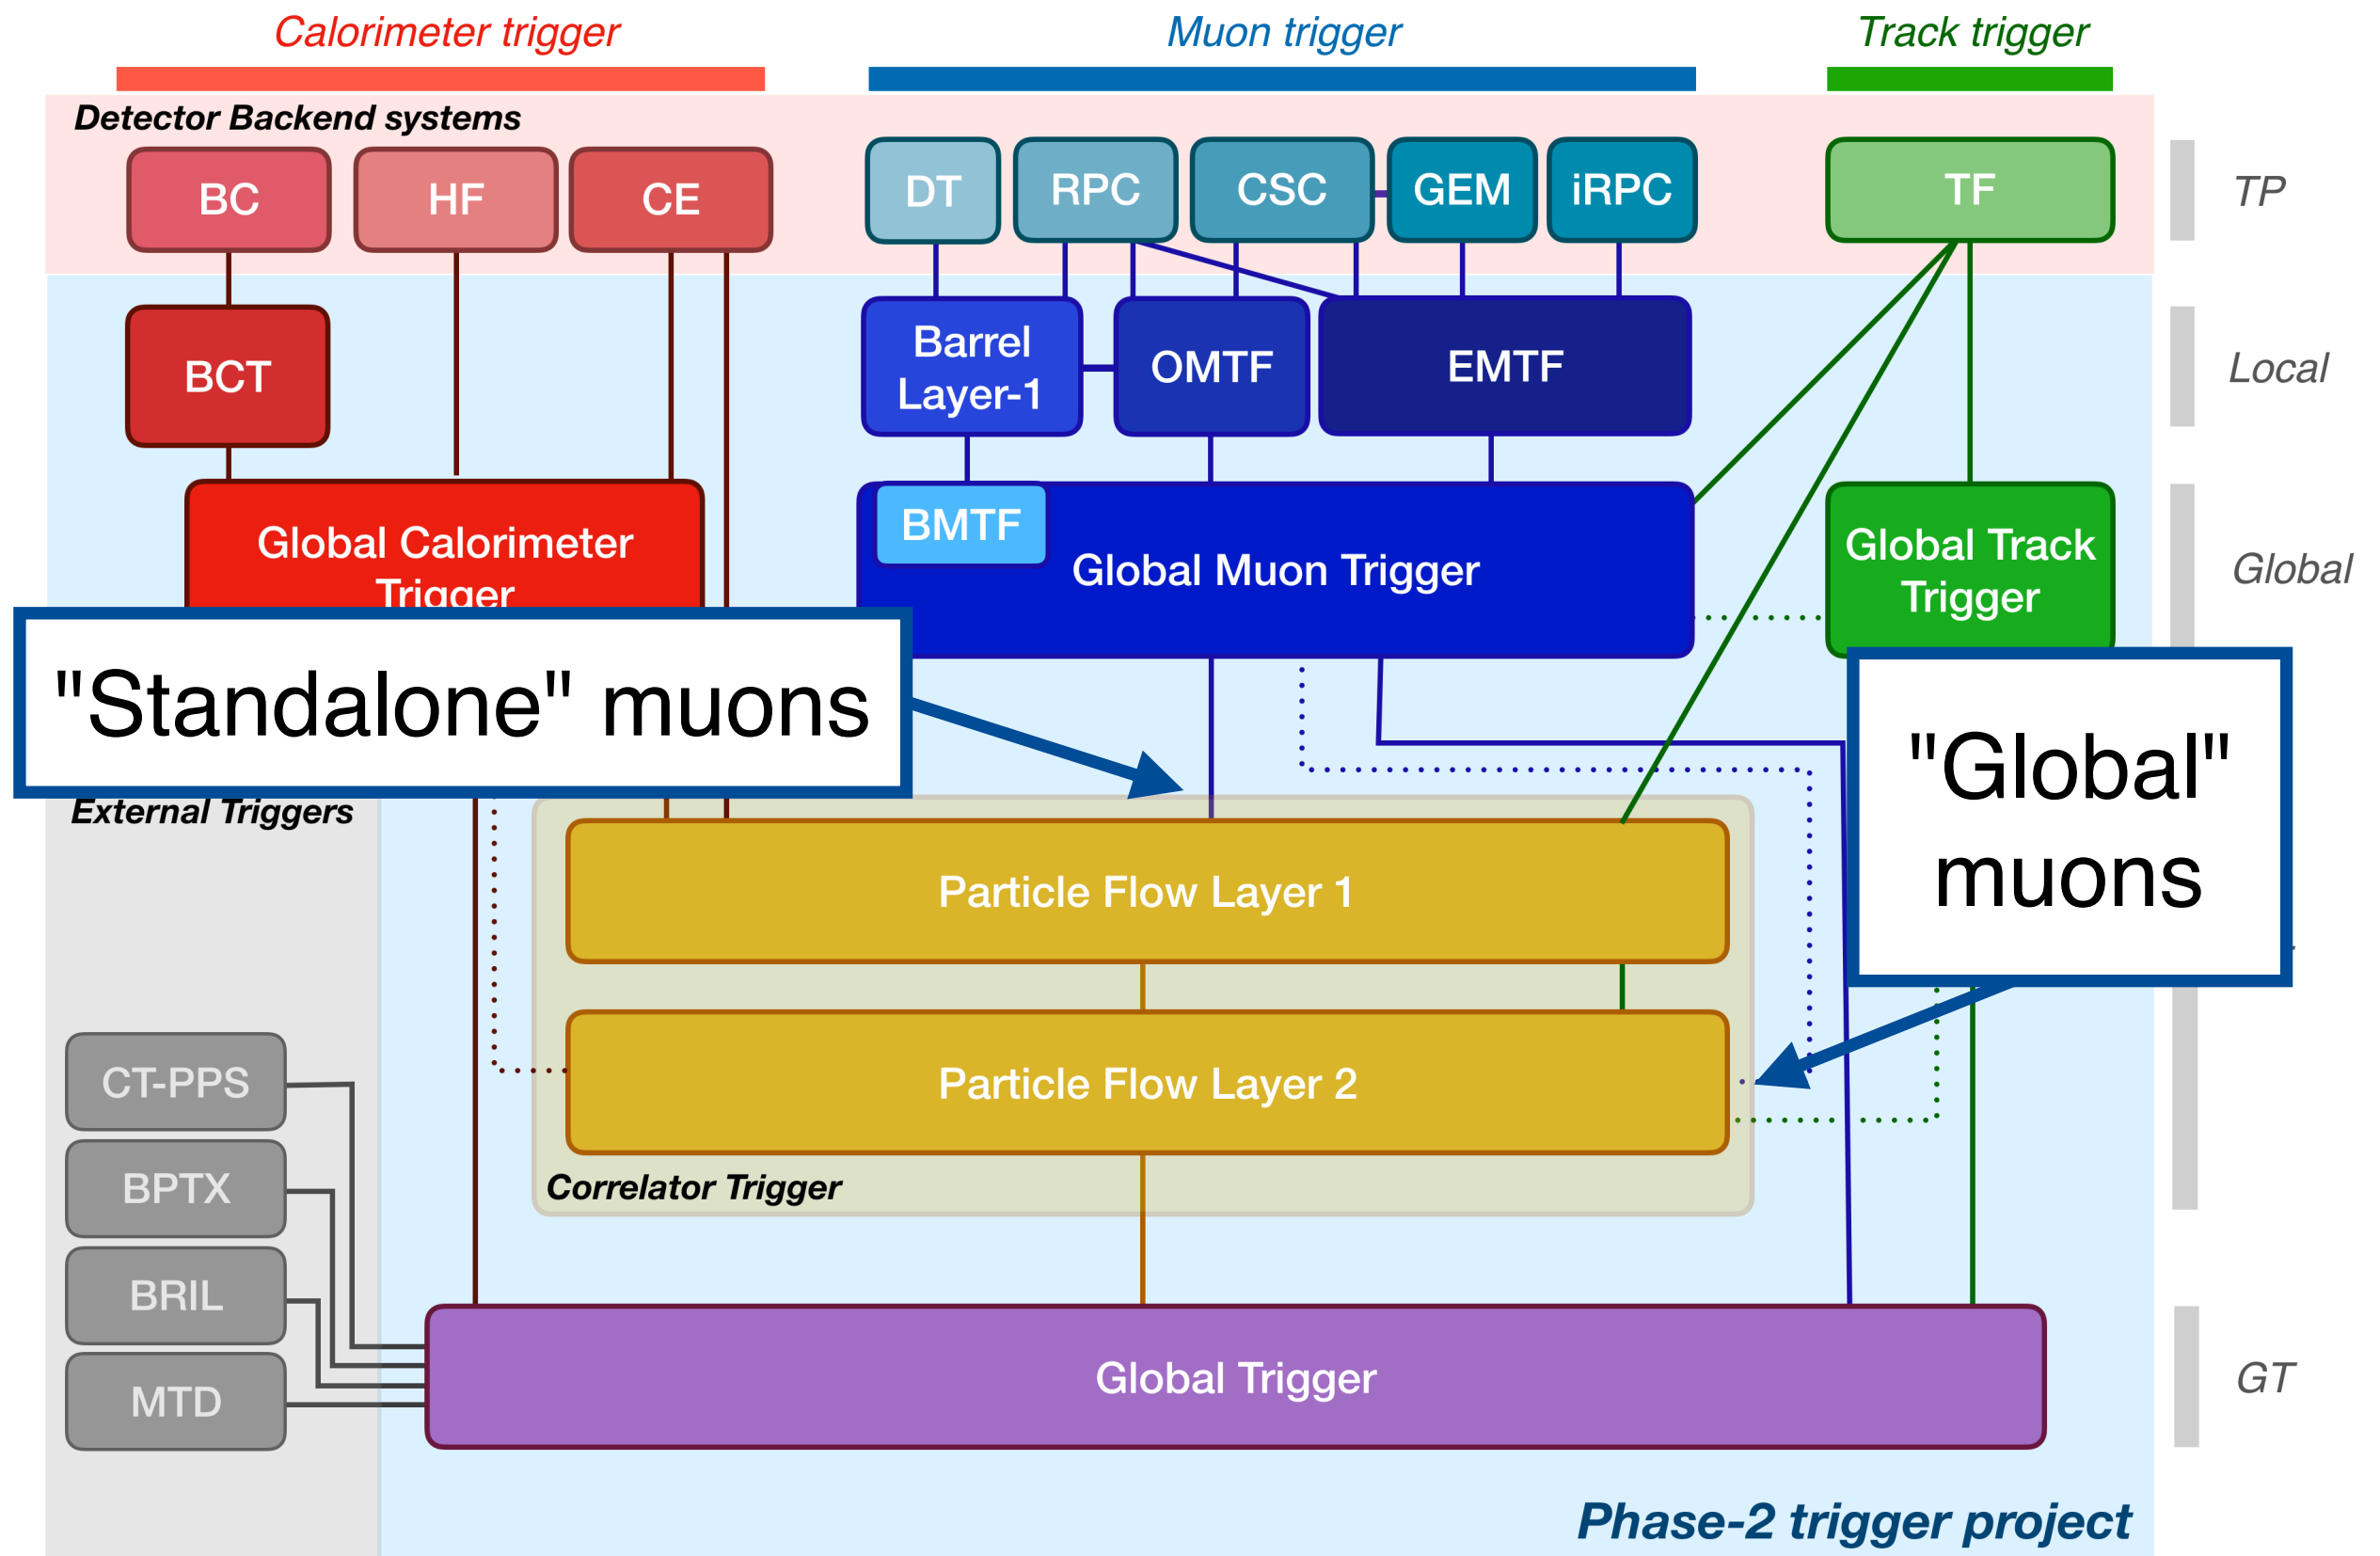 Calorimeter trigger
Muon trigger
Track trigger
Detector Backend systems
BC
HF
CE
DT
RPC
CSC
GEM
iRPC
TF
TP
BCT
Barrel
Layer-1
OMTF
EMTF
Local
Global Calorimeter
Trigger
BMTF
Global Muon Trigger
Global Track
Trigger
Global
"Standalone" muons
"Global"
muons
External Triggers
Particle Flow Layer 1
Particle Flow Layer 2
Correlator Trigger
CT-PPS
BPTX
BRIL
MTD
Global Trigger
GT
Phase-2 trigger project